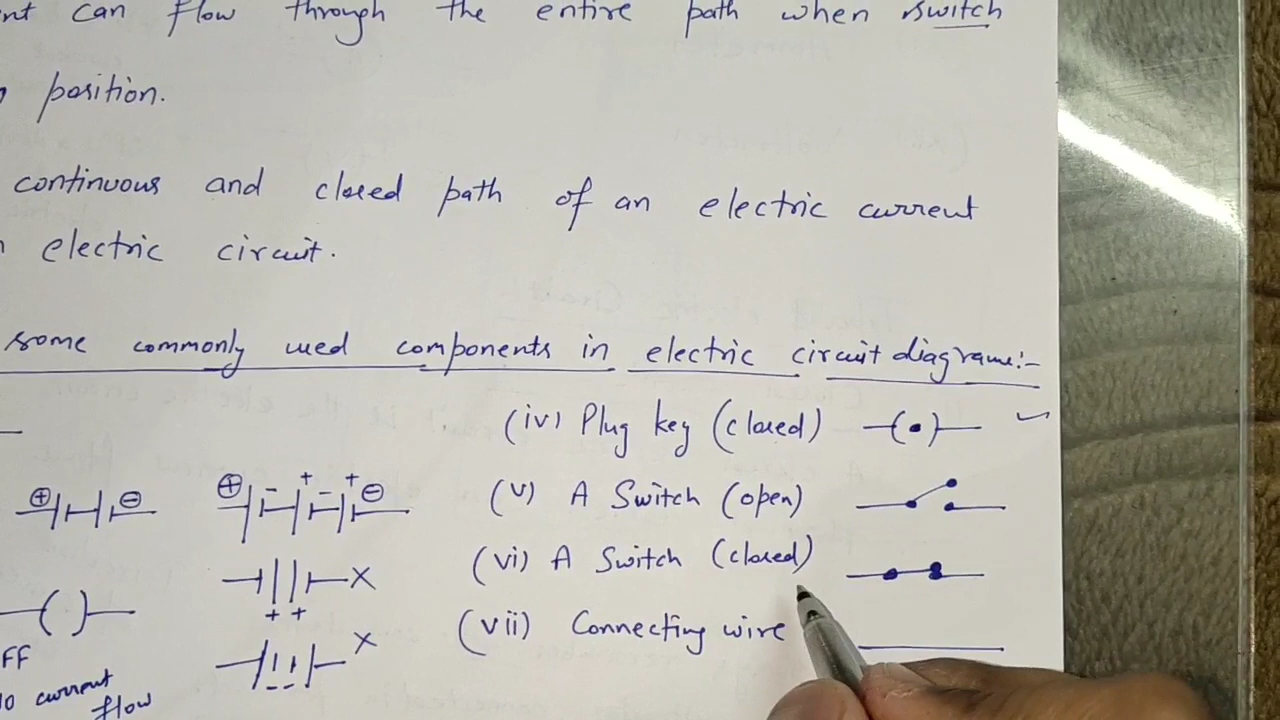 can flow through the entire path when switch
position.
continuous and closed path of an electric current
electric circuit.
some commonly used components in electric circuit diagrams:-
(iv) Plug key (closed)
(v) A Switch (open)
(vi) A Switch (closed)
(vii) Connecting wire
⊕ ⊖
⊕ - + - + ⊖
X
+ +
X
- -
current
flow